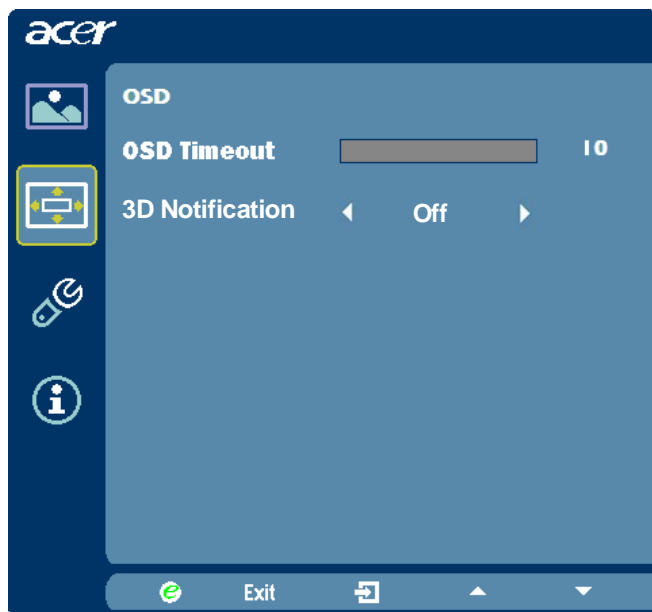 acer
OSD
OSD Timeout 10
3D Notification Off
Exit